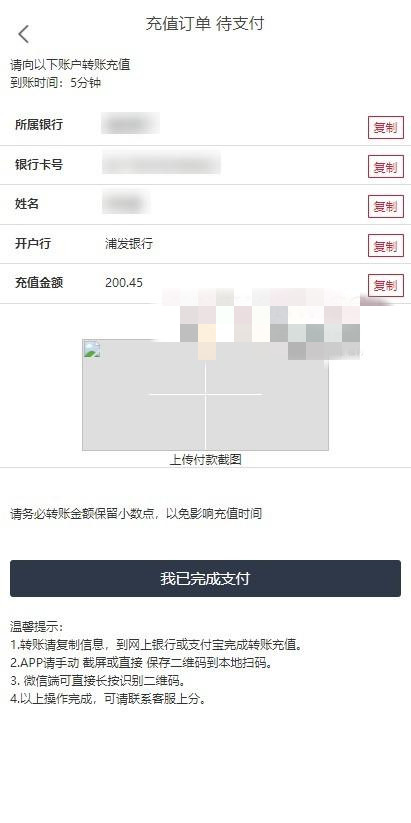 充值订单 待支付
请向以下账户转账充值
到账时间：5分钟
所属银行 复制
银行卡号 复制
姓名 复制
开户行 浦发银行 复制
充值金额 200.45 复制
上传付款截图
请务必转账金额保留小数点，以免影响充值时间
我已完成支付
温馨提示：
1.转账请复制信息，到网上银行或支付宝完成转账充值。
2.APP请手动 截屏或直接 保存二维码到本地扫码。
3. 微信端可直接长按识别二维码。
4.以上操作完成，可请联系客服上分。